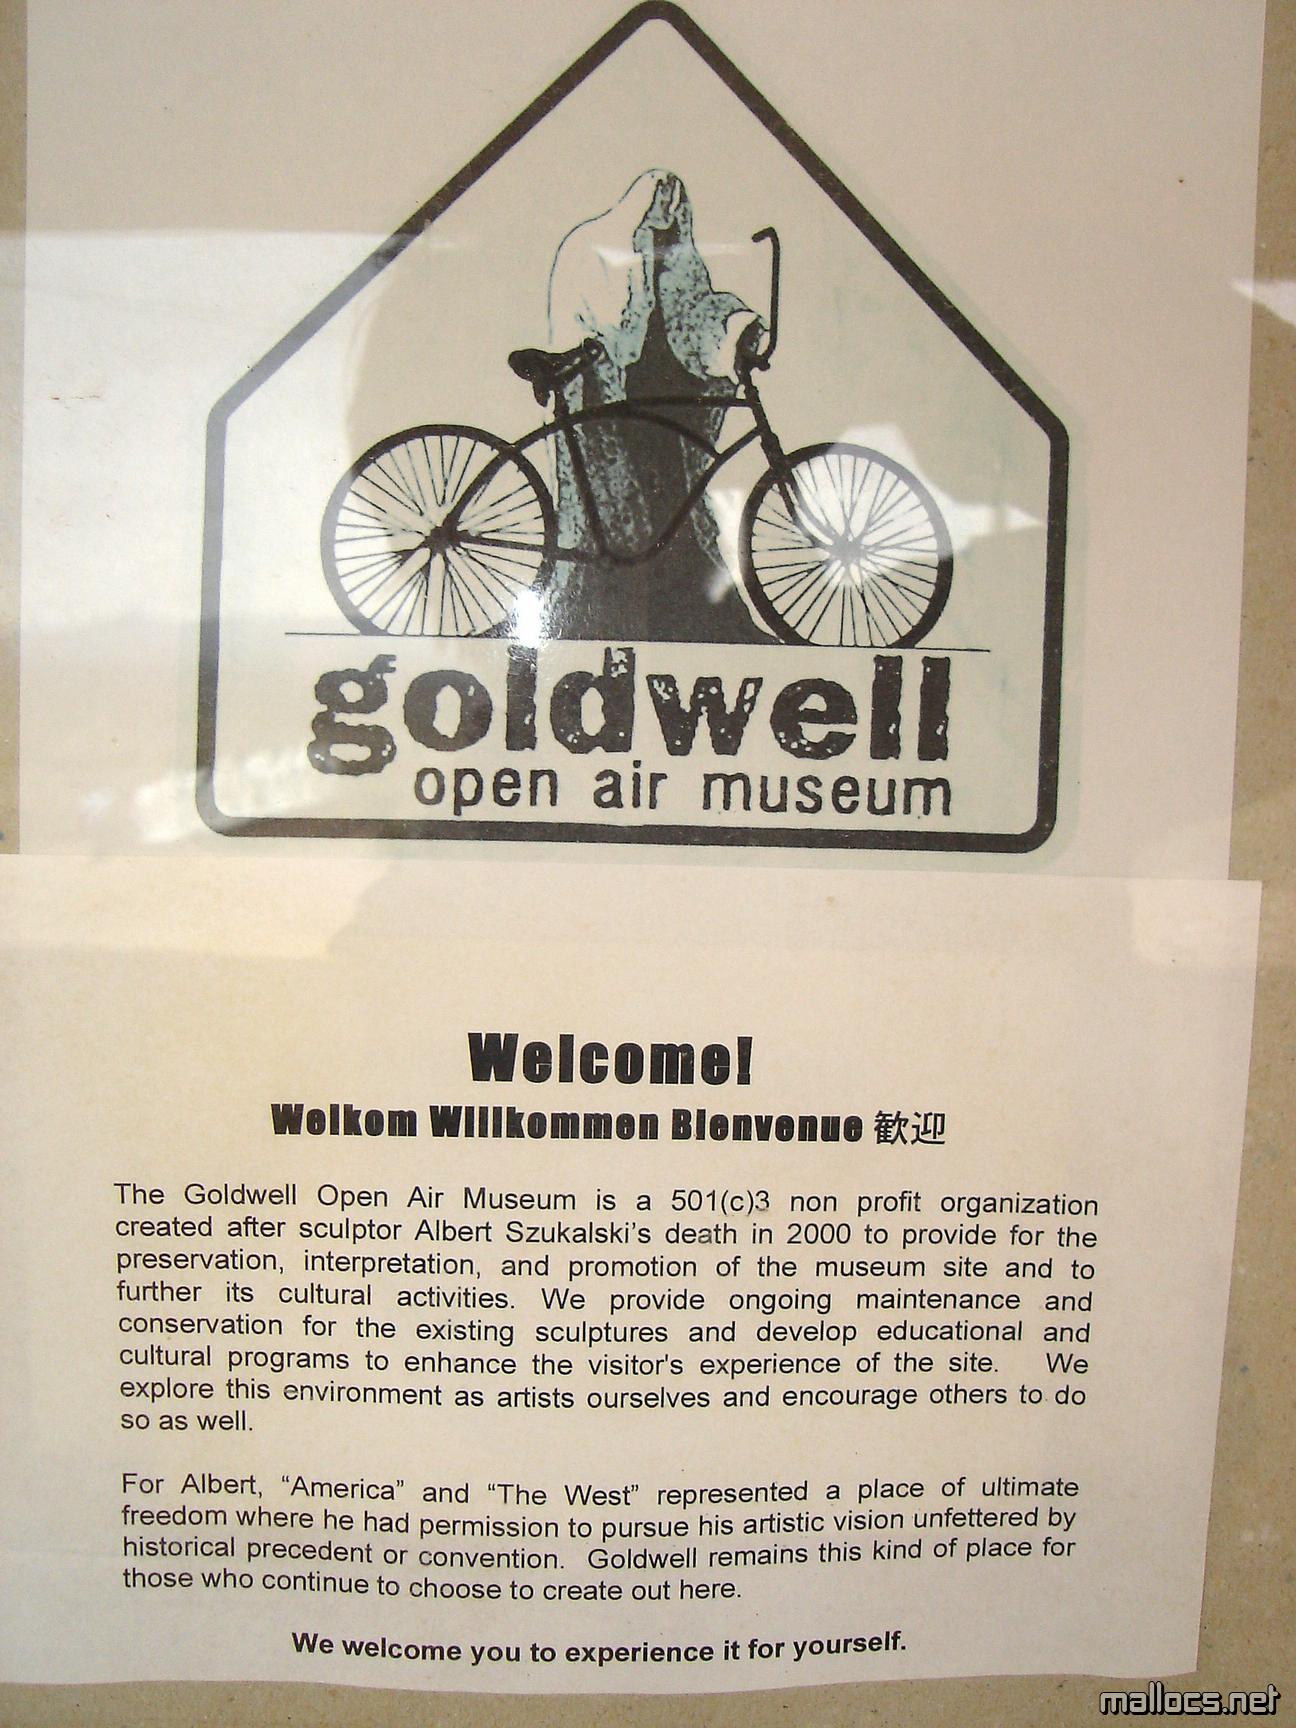 goldwell
open air museum
Welcome!
Welkom Willkommen Bienvenue 歓迎
The Goldwell Open Air Museum is a 501(c)3 non profit organization
created after sculptor Albert Szukalski's death in 2000 to provide for the
preservation, interpretation, and promotion of the museum site and to
further its cultural activities. We provide ongoing maintenance and
conservation for the existing sculptures and develop educational and
cultural programs to enhance the visitor's experience of the site. We
explore this environment as artists ourselves and encourage others to do
so as well.
For Albert, “America” and “The West” represented a place of ultimate
freedom where he had permission to pursue his artistic vision unfettered by
historical precedent or convention. Goldwell remains this kind of place for
those who continue to choose to create out here.
We welcome you to experience it for yourself.
mallocs.net